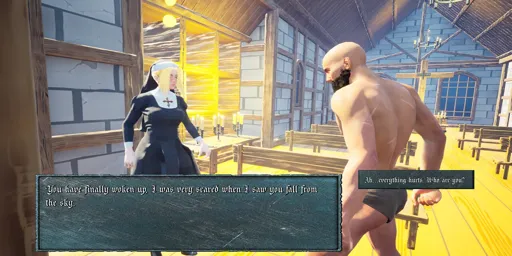 You have finally woken up. I was very scared when I saw you fall from
the sky.
Ah...everything hurts. Who are you?